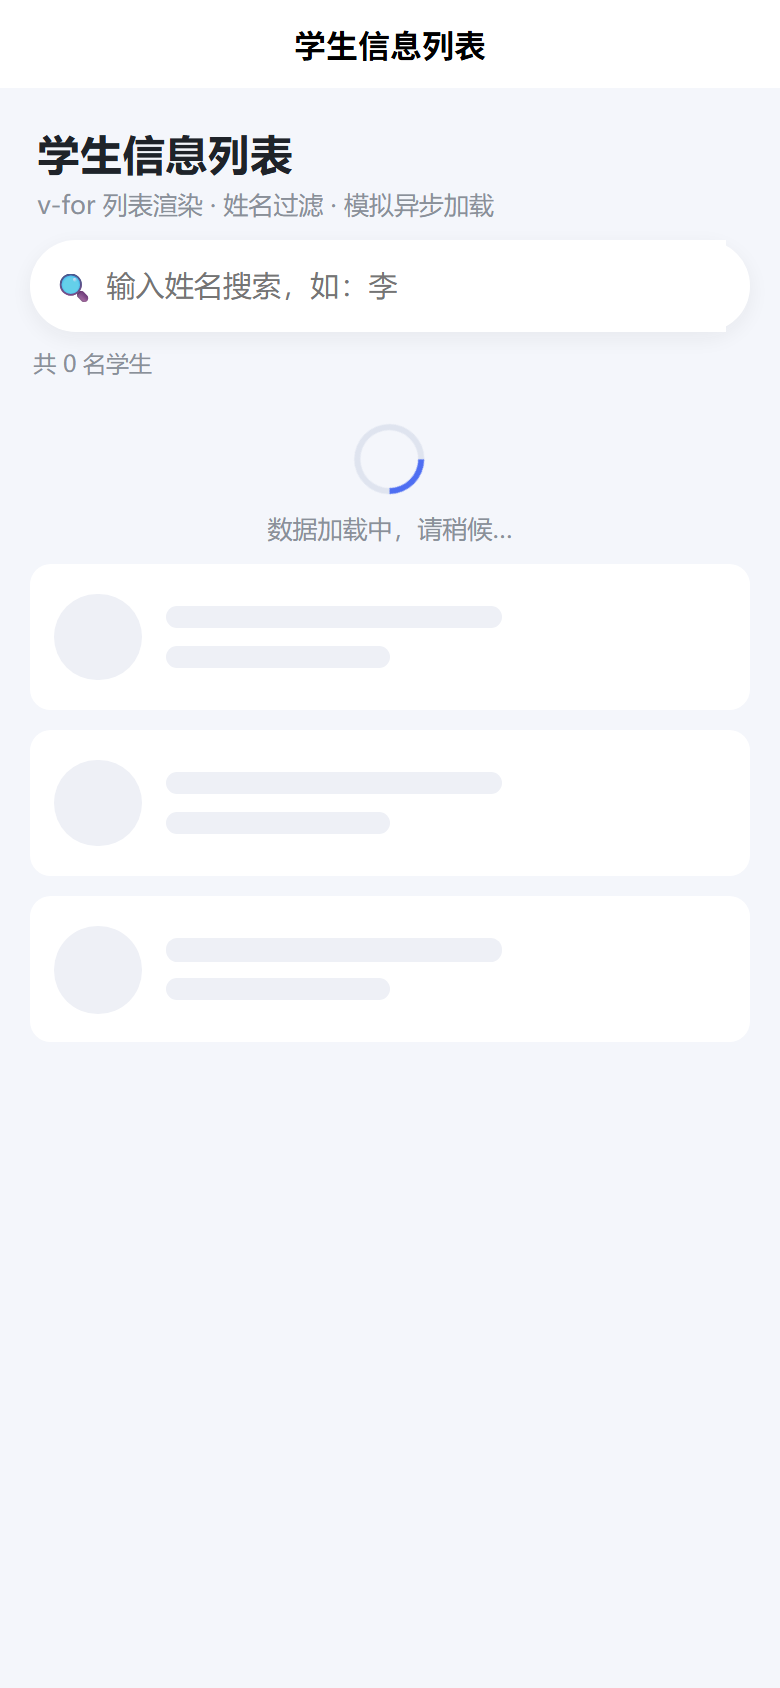 学生信息列表
学生信息列表
v-for 列表渲染 · 姓名过滤 · 模拟异步加载
输入姓名搜索，如：李
共 0 名学生
数据加载中，请稍候...